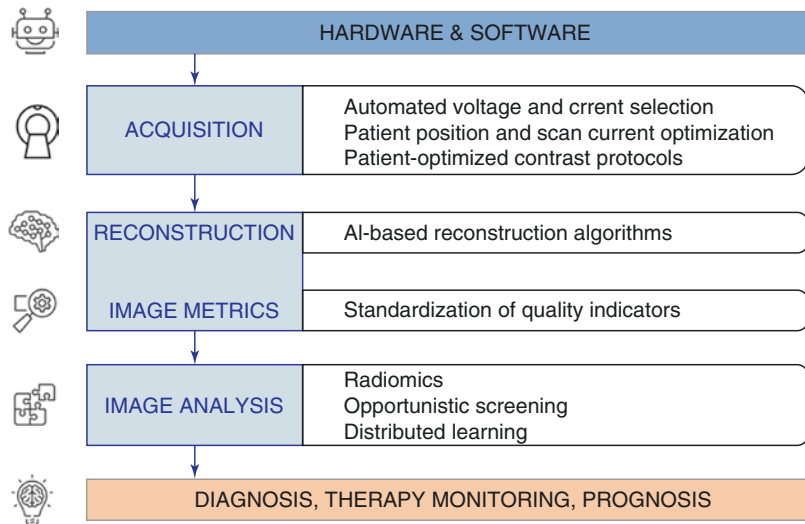 HARDWARE & SOFTWARE
ACQUISITION
Automated voltage and crrent selection
Patient position and scan current optimization
Patient-optimized contrast protocols
RECONSTRUCTION
AI-based reconstruction algorithms
IMAGE METRICS
Standardization of quality indicators
IMAGE ANALYSIS
Radiomics
Opportunistic screening
Distributed learning
DIAGNOSIS, THERAPY MONITORING, PROGNOSIS